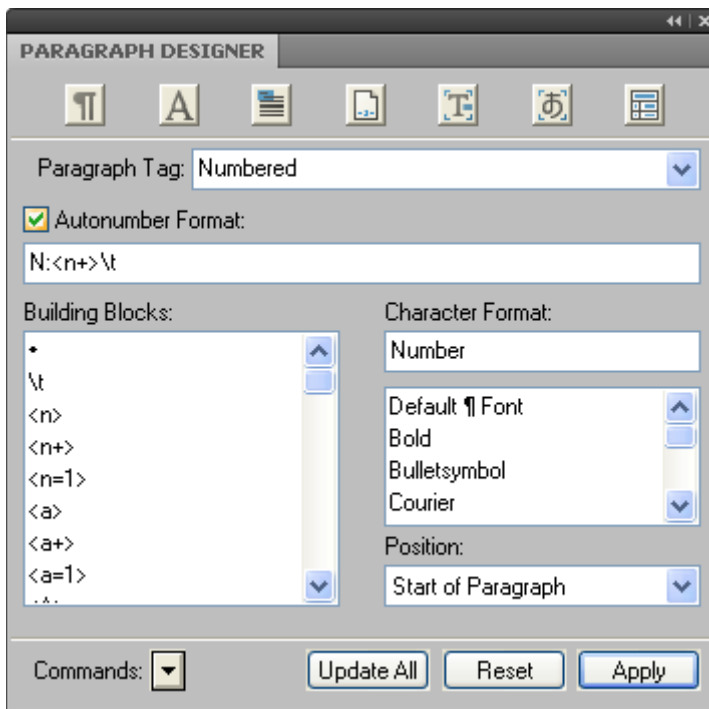 PARAGRAPH DESIGNER
Paragraph Tag: Numbered
Autonumber Format:
N:<n+>\t
Building Blocks:
•
\t
<n>
<n+>
<n=1>
<a>
<a+>
<a=1>
Character Format:
Number
Default ¶ Font
Bold
Bulletsymbol
Courier
Position:
Start of Paragraph
Commands:
Update All
Reset
Apply